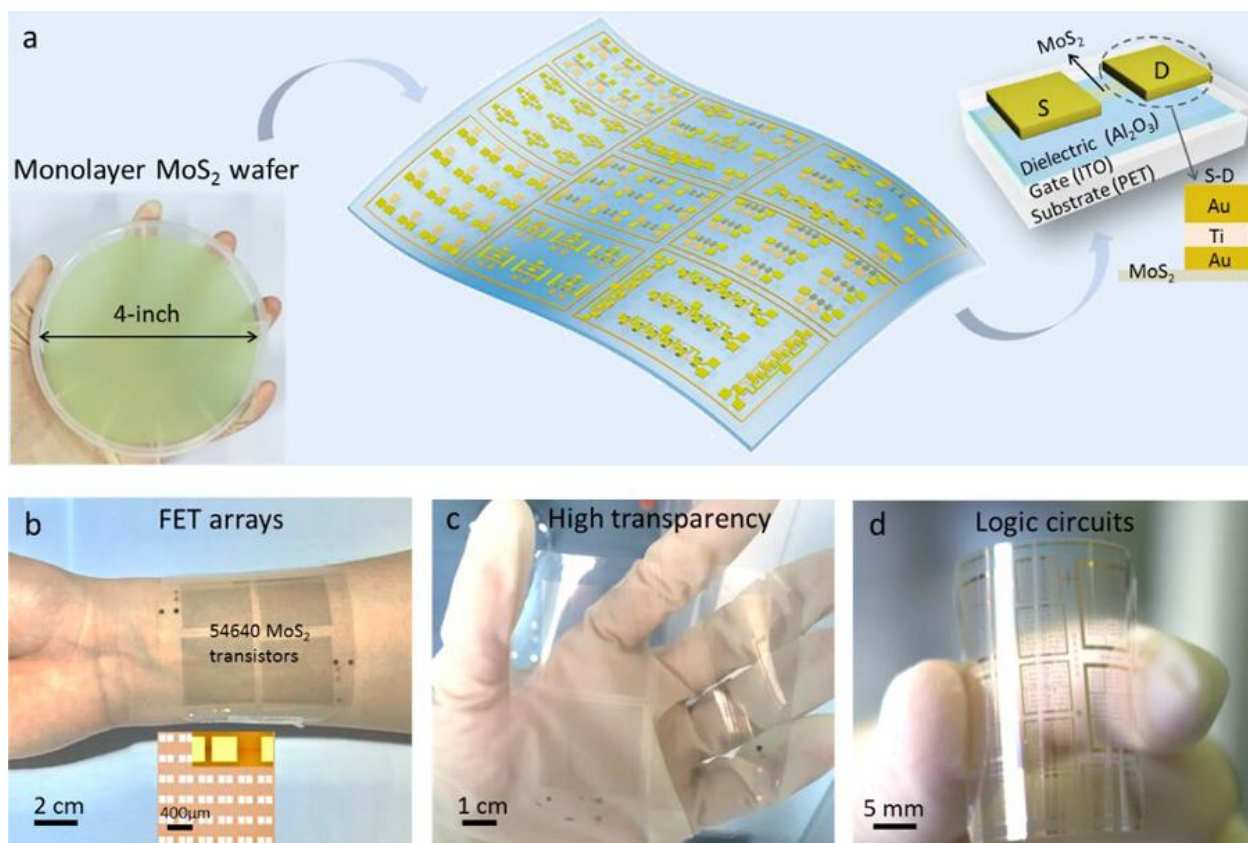 a
Monolayer MoS₂ wafer
4-inch
MoS₂
S
D
Dielectric (Al₂O₃)
Gate (ITO)
Substrate (PET)
S-D
Au
Ti
Au
MoS₂
b
FET arrays
54640 MoS₂
transistors
2 cm
400μm
c
High transparency
1 cm
d
Logic circuits
5 mm